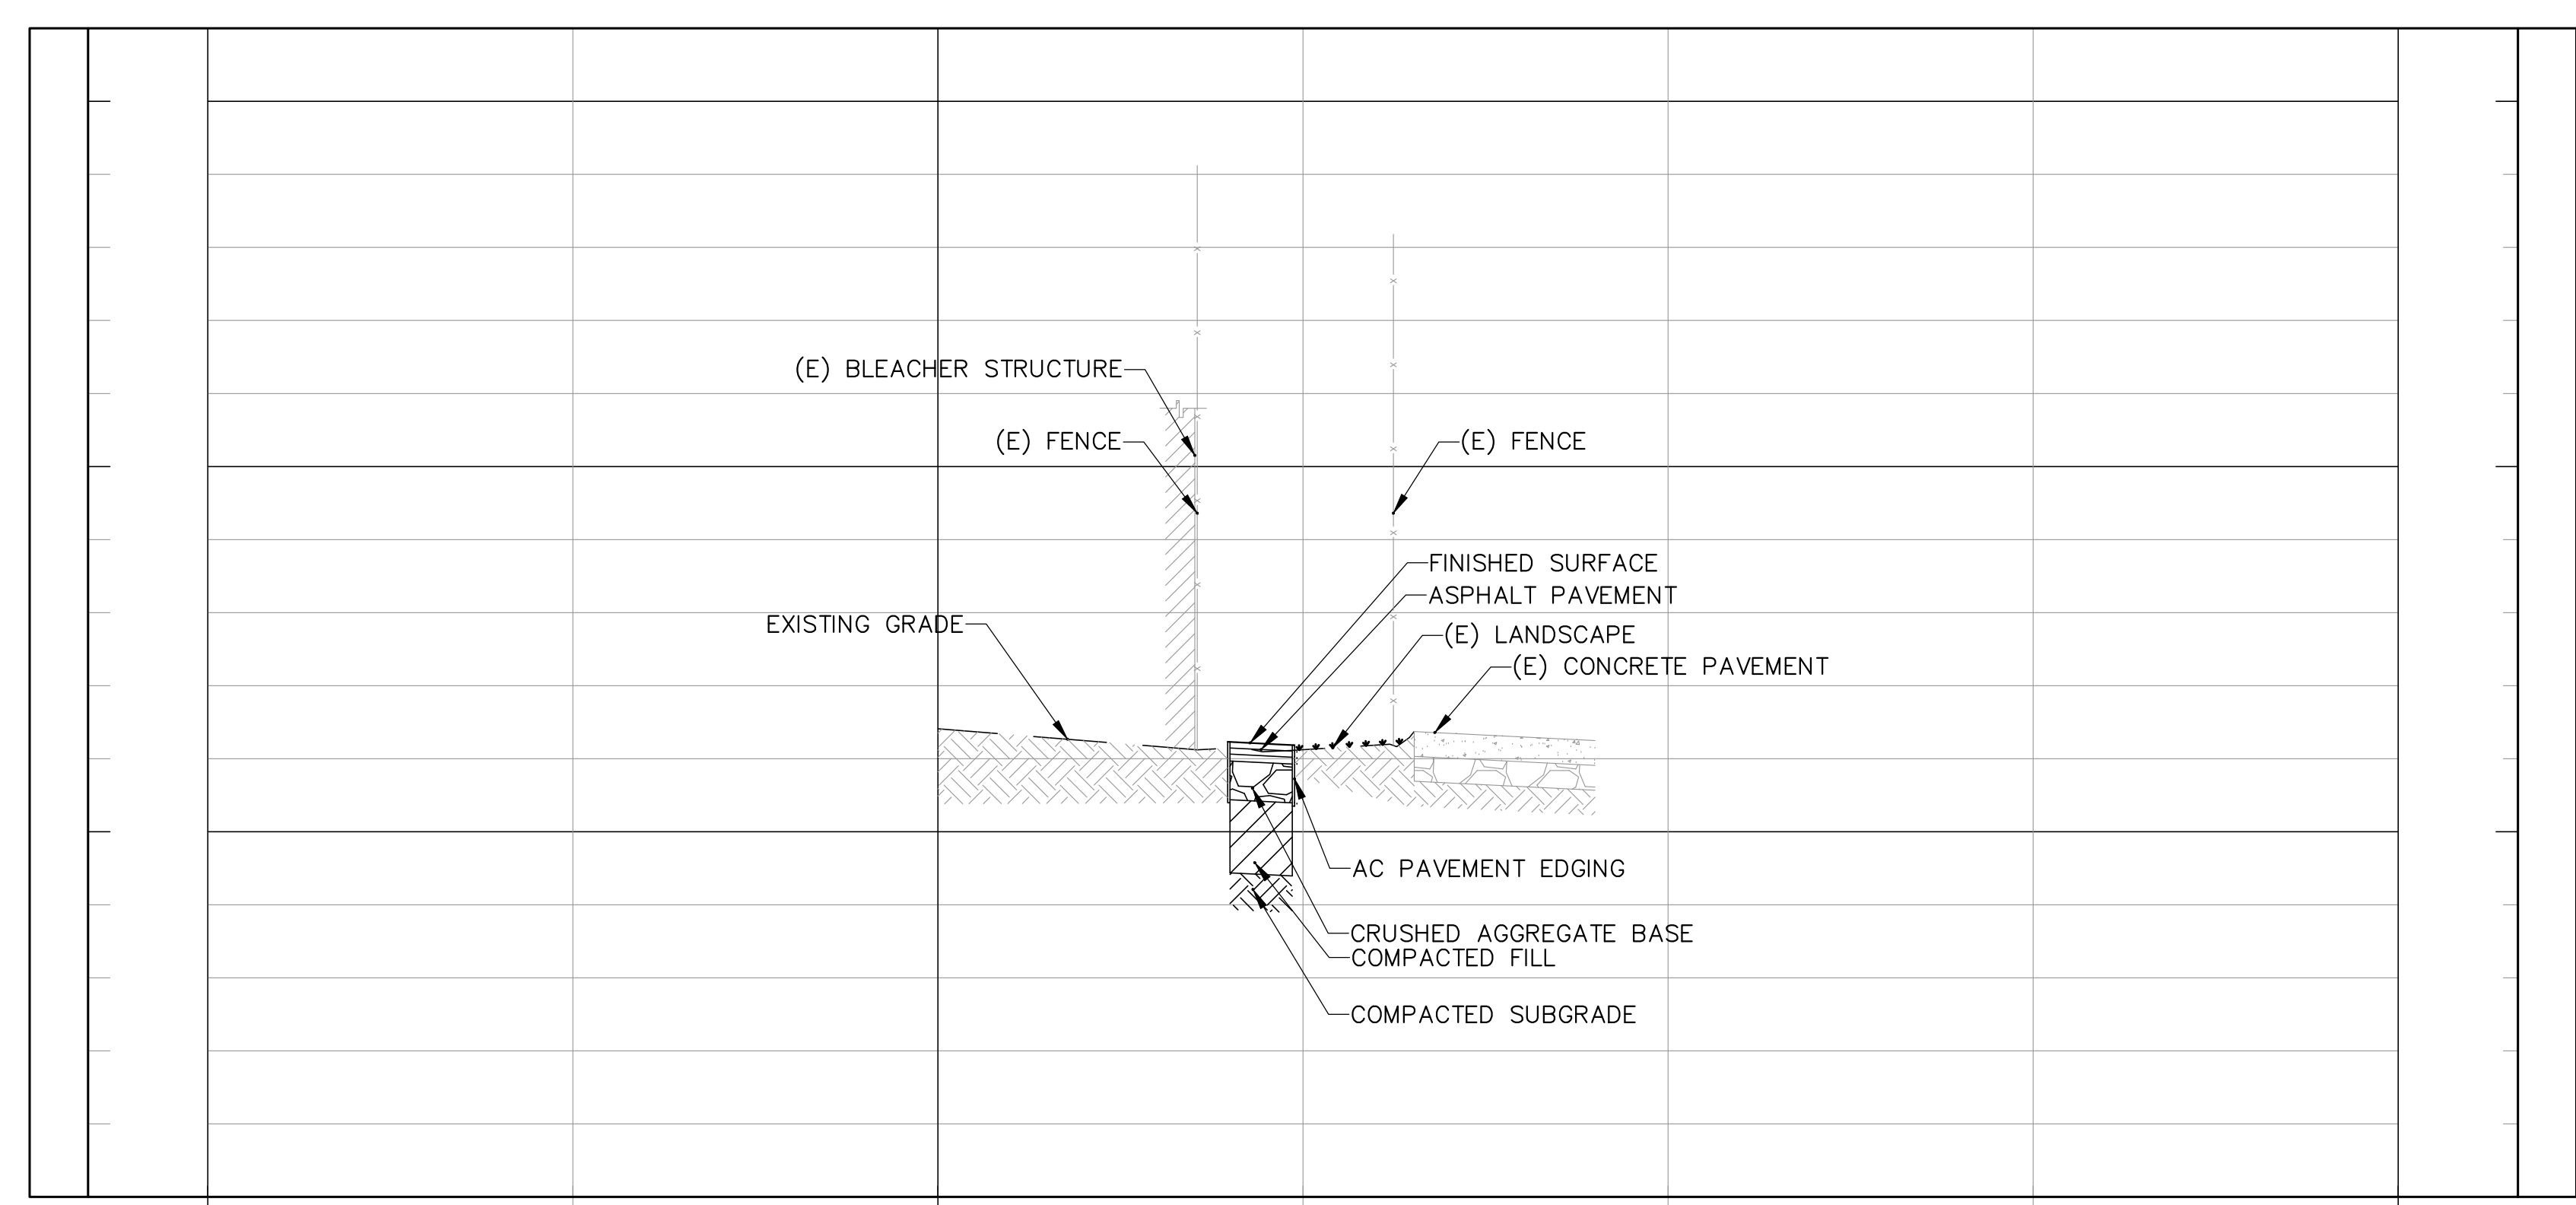 (E) BLEACHER STRUCTURE
(E) FENCE
(E) FENCE
FINISHED SURFACE
ASPHALT PAVEMENT
EXISTING GRADE
(E) LANDSCAPE
(E) CONCRETE PAVEMENT
AC PAVEMENT EDGING
CRUSHED AGGREGATE BASE
COMPACTED FILL
COMPACTED SUBGRADE